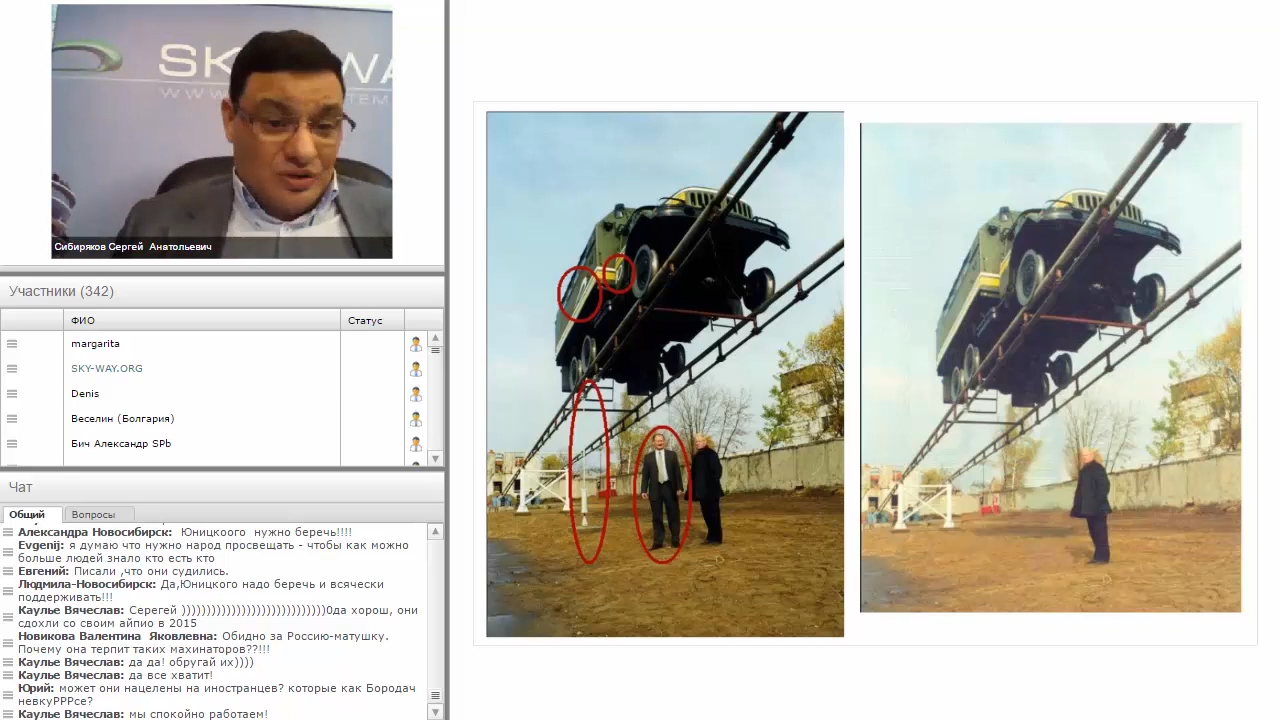 SK
WA
WWW
TEM
Сибиряков Сергей Анатольевич
Участники (342)
ФИО
Статус
margarita
SKY-WAY.ORG
Denis
Веселин (Болгария)
Бич Александр SPb
Чат
Общий
Вопросы
Александра Новосибирск: Юницкоого нужно беречь!!!!
Evgenij: я думаю что нужно народ просвещать - чтобы как можно
больше людей знало кто есть кто
Евгений: Писали ,что они судились.
Людмила-Новосибирск: Да,Юницкого надо беречь и всячески
поддерживать!!!
Каулье Вячеслав: Серегей ))))))))))))))))))))))))))))0да хорош, они
сдохли со своим айпио в 2015
Новикова Валентина Яковлевна: Обидно за Россию-матушку.
Почему она терпит таких махинаторов??!!!
Каулье Вячеслав: да да! обругай их))))
Каулье Вячеслав: да все хватит!
Юрий: может они нацелены на иностранцев? которые как Бородач
невкуРРРсе?
Каулье Вячеслав: мы спокойно работаем!